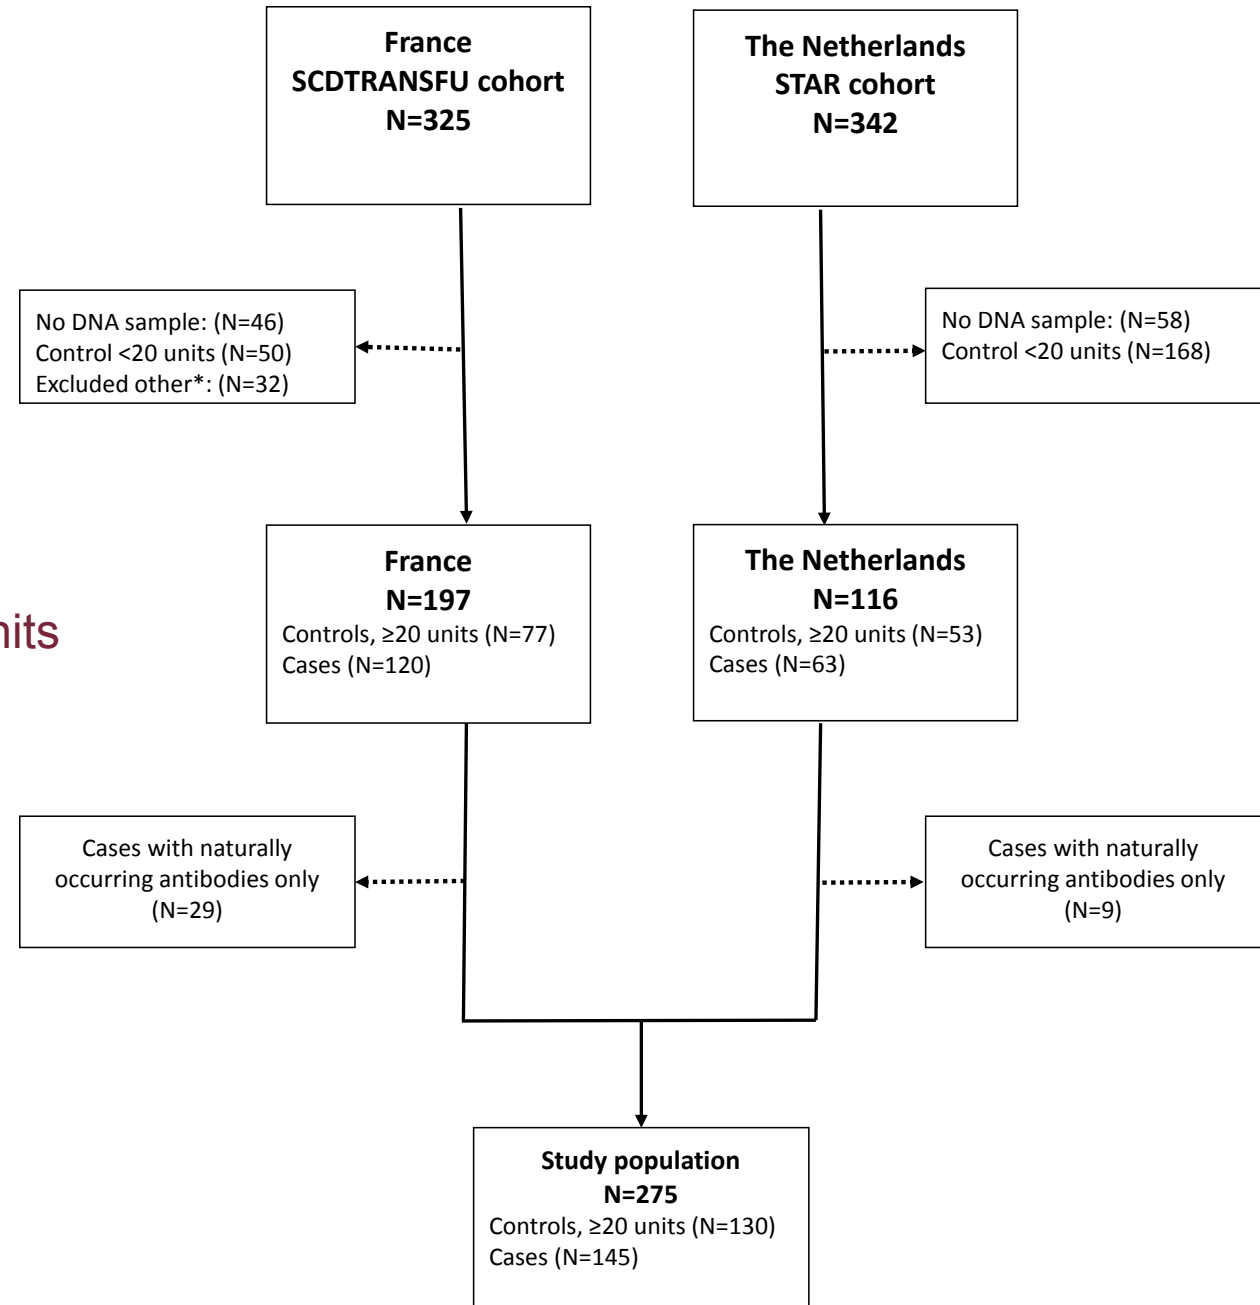 France
SCDTRANSFU cohort
N=325
The Netherlands
STAR cohort
N=342
No DNA sample: (N=46)
Control <20 units (N=50)
Excluded other*: (N=32)
No DNA sample: (N=58)
Control <20 units (N=168)
France
N=197
Controls, ≥20 units (N=77)
Cases (N=120)
The Netherlands
N=116
Controls, ≥20 units (N=53)
Cases (N=63)
nits
Cases with naturally
occurring antibodies only
(N=29)
Cases with naturally
occurring antibodies only
(N=9)
Study population
N=275
Controls, ≥20 units (N=130)
Cases (N=145)